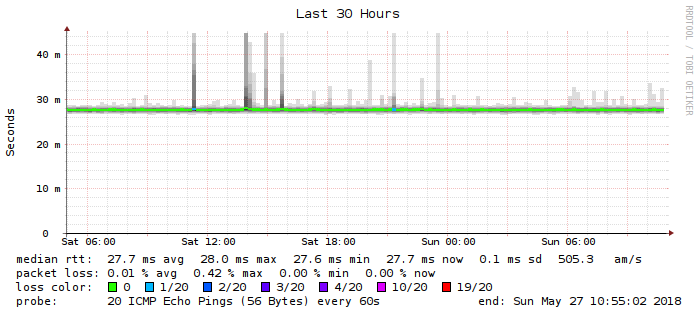 Last 30 Hours
RRDTOOL / TOBI OETIKER
Seconds
40 m
30 m
20 m
10 m
0
Sat 06:00 Sat 12:00 Sat 18:00 Sun 00:00 Sun 06:00
median rtt: 27.7 ms avg 28.0 ms max 27.6 ms min 27.7 ms now 0.1 ms sd 505.3 am/s
packet loss: 0.01 % avg 0.42 % max 0.00 % min 0.00 % now
loss color: 0 1/20 2/20 3/20 4/20 10/20 19/20
probe: 20 ICMP Echo Pings (56 Bytes) every 60s end: Sun May 27 10:55:02 2018